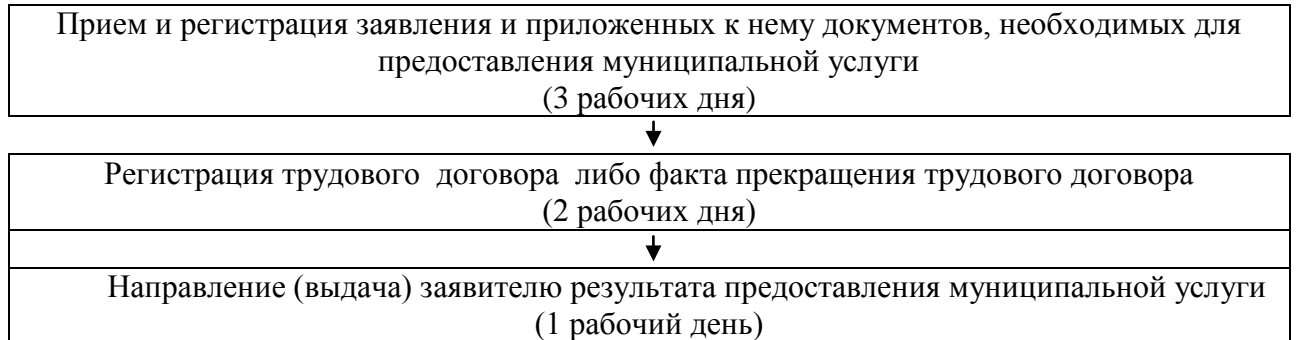 Прием и регистрация заявления и приложенных к нему документов, необходимых для
предоставления муниципальной услуги
(3 рабочих дня)
Регистрация трудового договора либо факта прекращения трудового договора
(2 рабочих дня)
Направление (выдача) заявителю результата предоставления муниципальной услуги
(1 рабочий день)